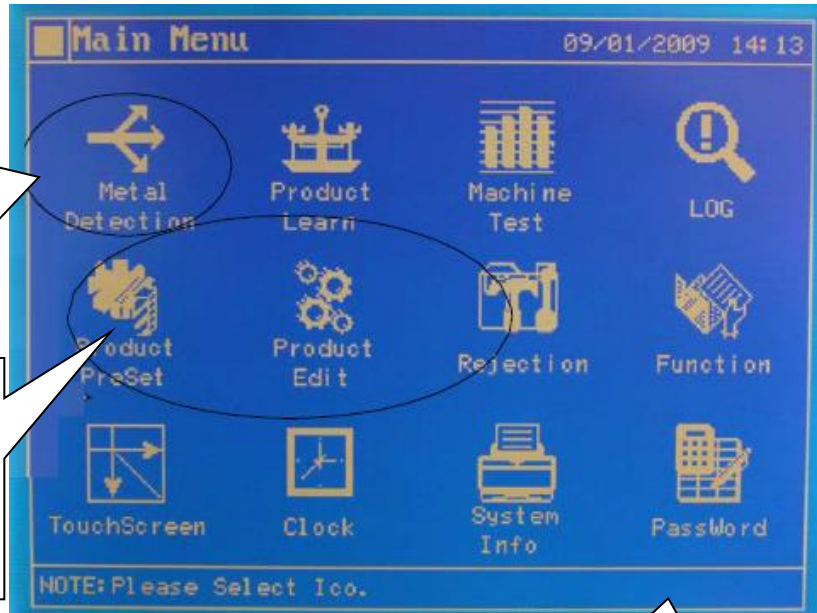 Main Menu 09/01/2009 14:13
Metal Detection
Product Learn
Machine Test
LOG
Product PraSet
Product Edit
Rejection
Function
TouchScreen
Clock
System Info
PassWord
NOTE:Please Select Ico.